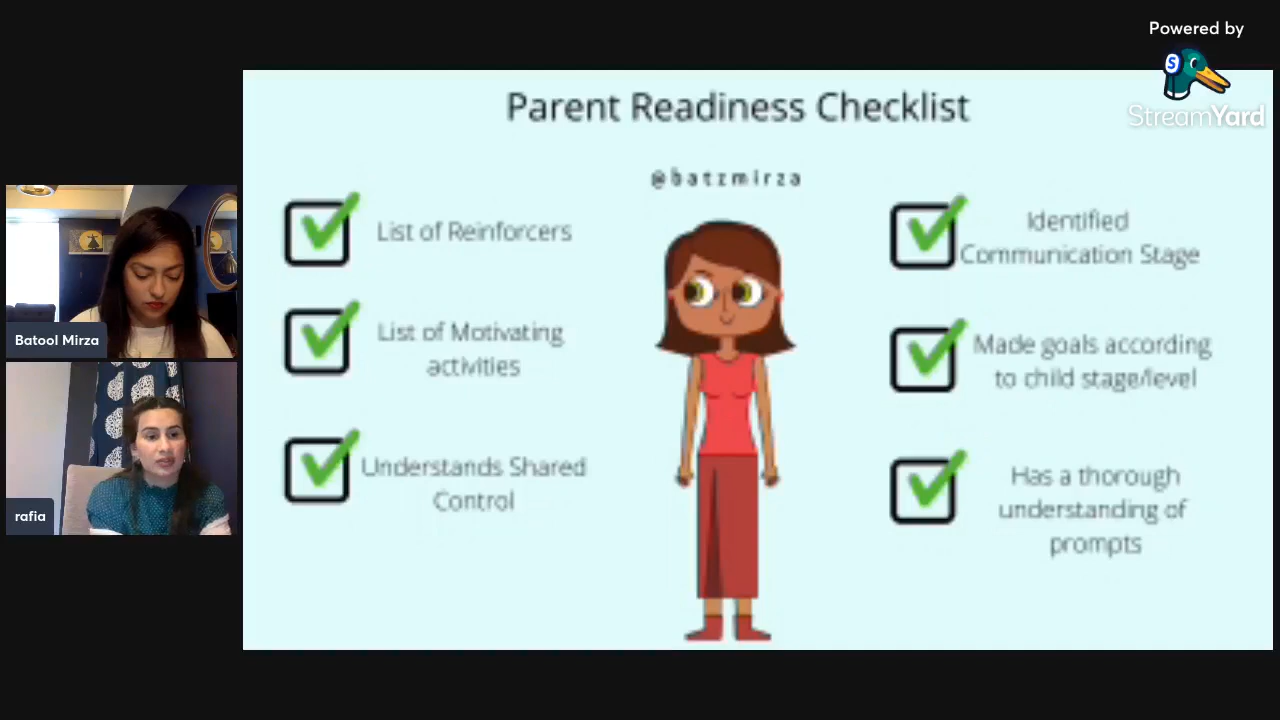 Powered by
S
StreamYard
Parent Readiness Checklist
@batzmirza
List of Reinforcers
List of Motivating
activities
Understands Shared
Control
Identified
Communication Stage
Made goals according
to child stage/level
Has a thorough
understanding of
prompts
Batool Mirza
rafia